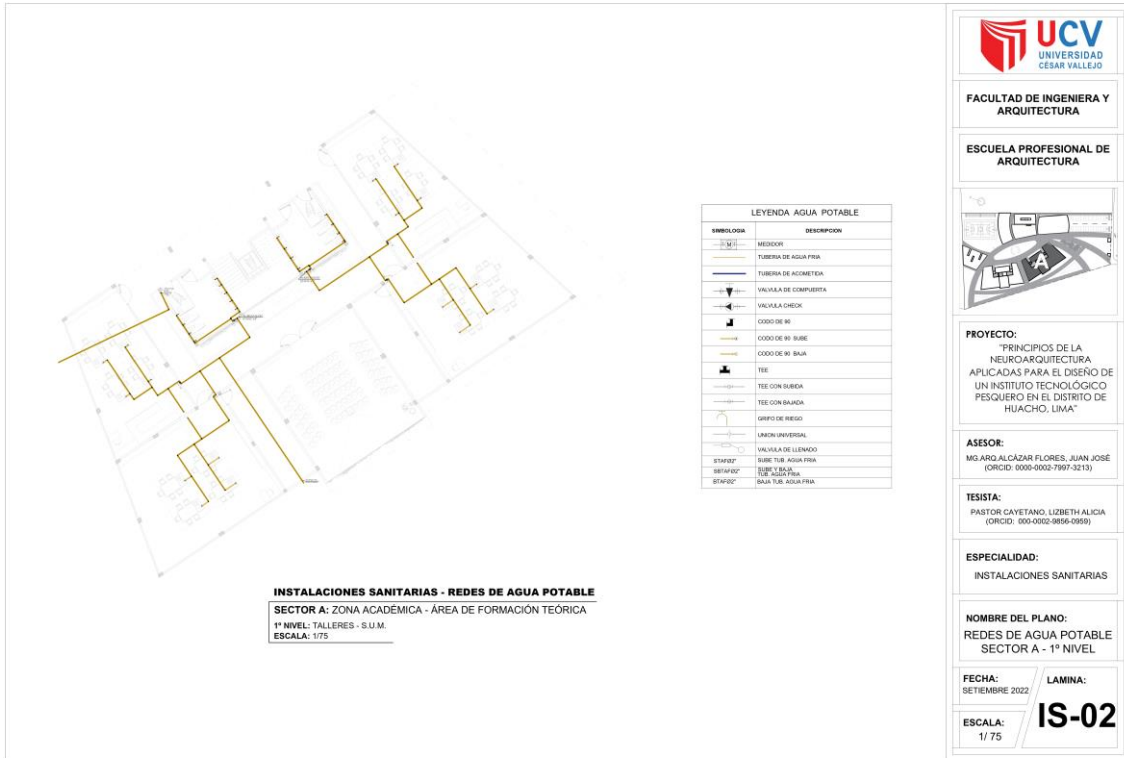 INSTALACIONES SANITARIAS - REDES DE AGUA POTABLE
SECTOR A: ZONA ACADÉMICA - ÁREA DE FORMACIÓN TEÓRICA
1º NIVEL: TALLERES - S.U.M.
ESCALA: 1/75
LEYENDA AGUA POTABLE
SIMBOLOGIA DESCRIPCION
M MEDIDOR
TUBERIA DE AGUA FRIA
TUBERIA DE ACOMETIDA
VALVULA DE COMPUERTA
VALVULA CHECK
CODO DE 90
CODO DE 90 SUBE
CODO DE 90 BAJA
TEE
TEE CON SUBIDA
TEE CON BAJADA
GRIFO DE RIEGO
UNION UNIVERSAL
VALVULA DE LLENADO
STAFØ2" SUBE TUB. AGUA FRIA
SBTAFØ2" SUBE Y BAJA
TUB. AGUA FRIA
BTAFØ2" BAJA TUB. AGUA FRIA
UCV
UNIVERSIDAD
CÉSAR VALLEJO
FACULTAD DE INGENIERA Y
ARQUITECTURA
ESCUELA PROFESIONAL DE
ARQUITECTURA
A
PROYECTO:
"PRINCIPIOS DE LA
NEUROARQUITECTURA
APLICADAS PARA EL DISEÑO DE
UN INSTITUTO TECNOLÓGICO
PESQUERO EN EL DISTRITO DE
HUACHO, LIMA"
ASESOR:
MG.ARQ.ALCÁZAR FLORES, JUAN JOSÉ
(ORCID: 0000-0002-7997-3213)
TESISTA:
PASTOR CAYETANO, LIZBETH ALICIA
(ORCID: 000-0002-9856-0959)
ESPECIALIDAD:
INSTALACIONES SANITARIAS
NOMBRE DEL PLANO:
REDES DE AGUA POTABLE
SECTOR A - 1º NIVEL
FECHA:
SETIEMBRE 2022
LAMINA:
IS-02
ESCALA:
1/ 75